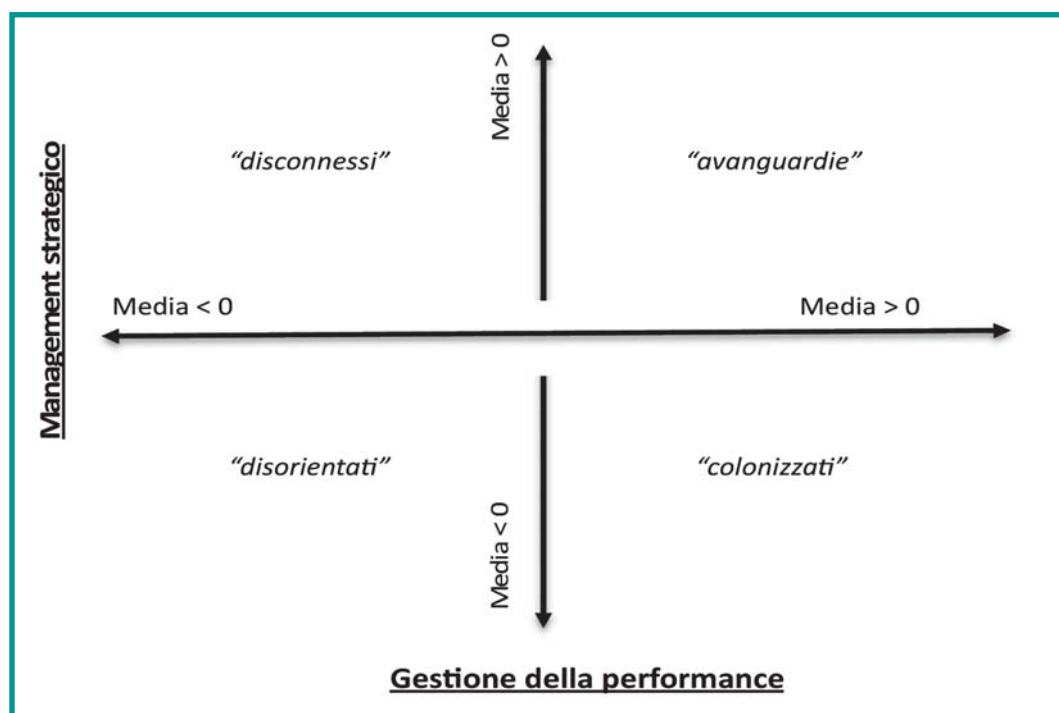 Media > 0
"disconnessi"
"avanguardie"
Management strategico
Media < 0
Media > 0
"disorientati"
"colonizzati"
Media < 0
Gestione della performance